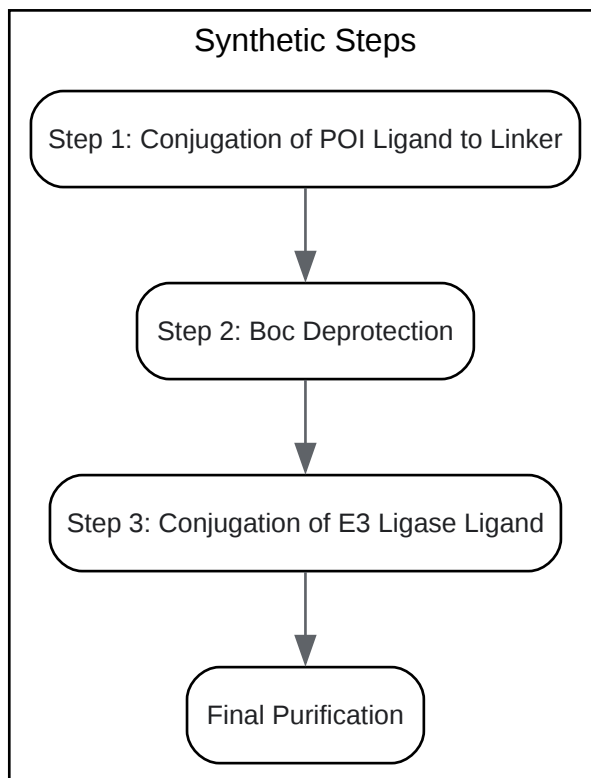 Synthetic Steps
Step 1: Conjugation of POI Ligand to Linker
Step 2: Boc Deprotection
Step 3: Conjugation of E3 Ligase Ligand
Final Purification